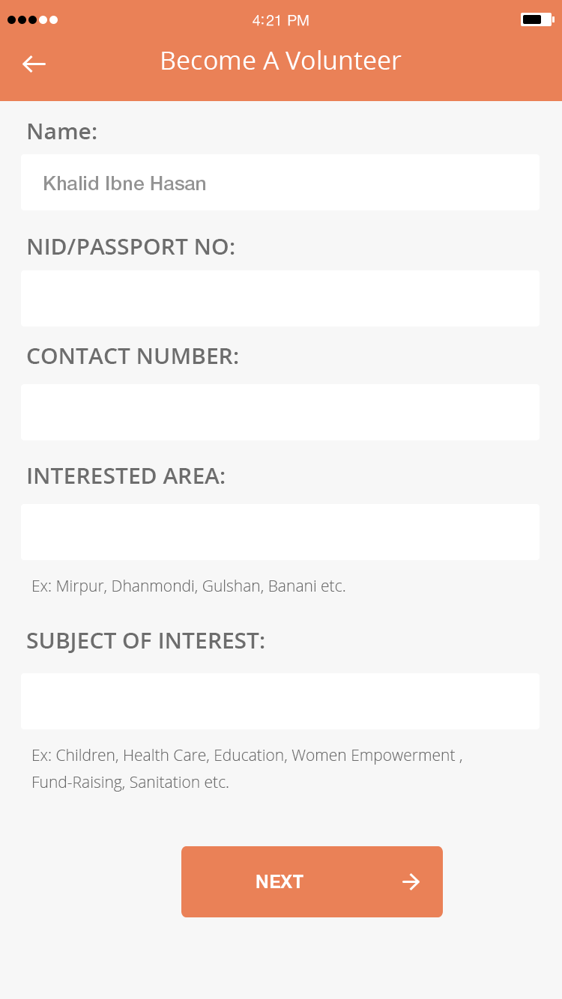 4:21 PM
Become A Volunteer
Name:
Khalid Ibne Hasan
NID/PASSPORT NO:
CONTACT NUMBER:
INTERESTED AREA:
Ex: Mirpur, Dhanmondi, Gulshan, Banani etc.
SUBJECT OF INTEREST:
Ex: Children, Health Care, Education, Women Empowerment ,
Fund-Raising, Sanitation etc.
NEXT